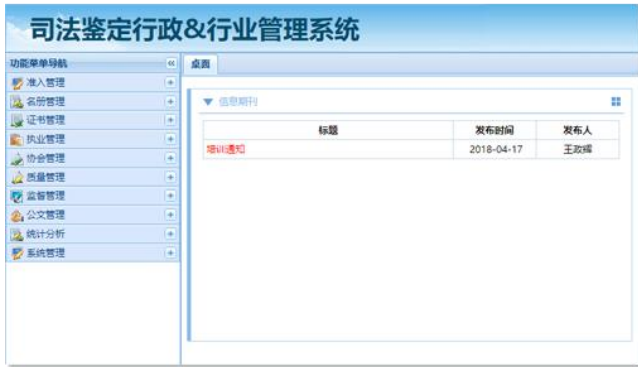 司法鉴定行政&行业管理系统
功能菜单导航
桌面
准入管理
名册管理
证书管理
执业管理
协会管理
质量管理
监督管理
公文管理
统计分析
系统管理
信息期刊
标题 发布时间 发布人
培训通知 2018-04-17 王政辉